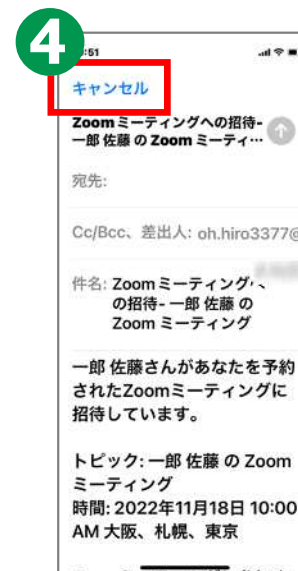 4
:51
キャンセル
Zoomミーティングへの招待-
一郎 佐藤 の Zoom ミーティ…
宛先:
Cc/Bcc、差出人: oh.hiro3377@
件名: Zoomミーティング
の招待- 一郎 佐藤 の
Zoom ミーティング
一郎 佐藤さんがあなたを予約
されたZoomミーティングに
招待しています。
トピック: 一郎 佐藤 の Zoom
ミーティング
時間: 2022年11月18日 10:00
AM 大阪、札幌、東京